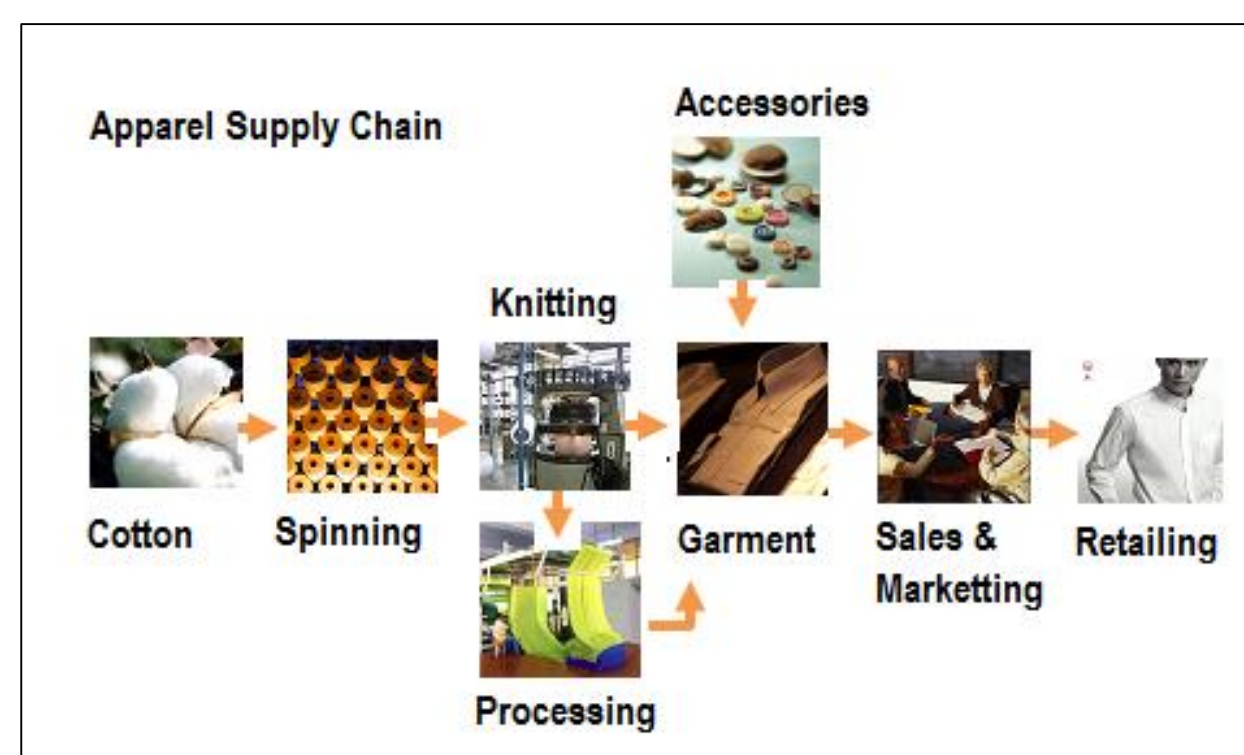 Apparel Supply Chain
Accessories
Knitting
Cotton
Spinning
Garment
Sales &
Marketting
Retailing
Processing